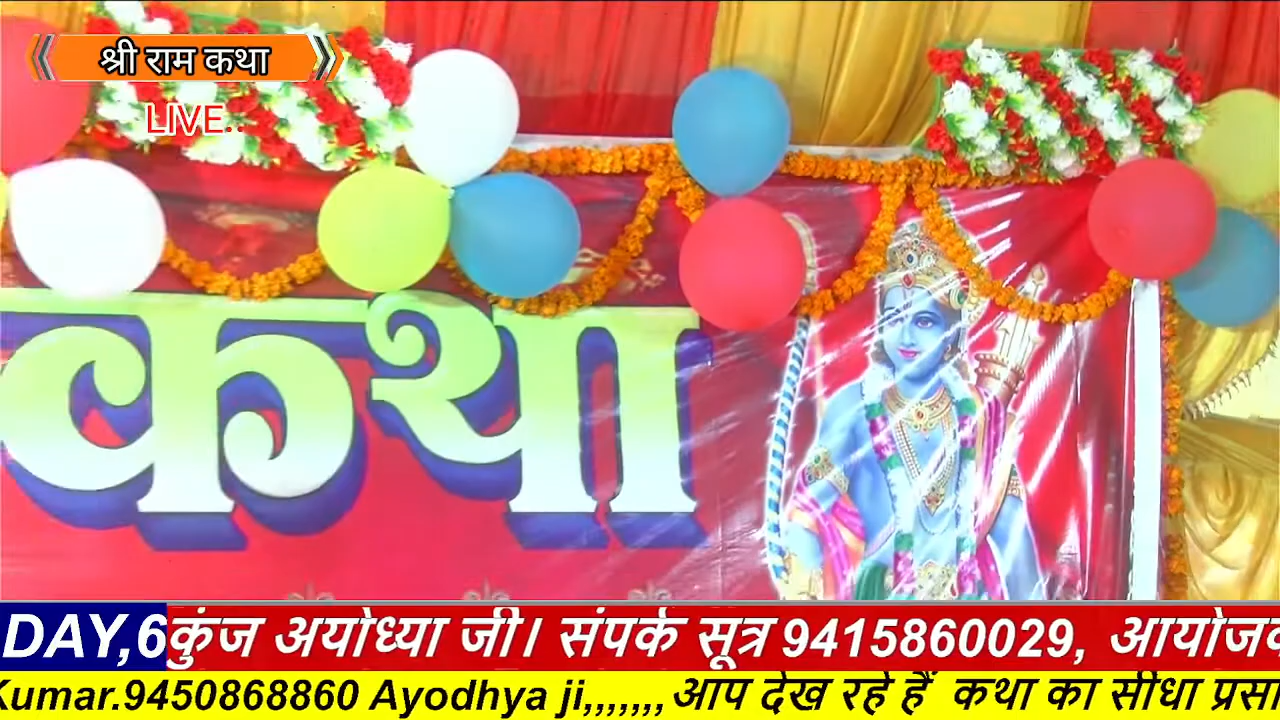 श्री राम कथा
LIVE..
कथा
DAY,6 कुंज अयोध्या जी। संपर्क सूत्र 9415860029, आयोजक
Kumar.9450868860 Ayodhya ji,,,,,,, आप देख रहे हैं कथा का सीधा प्रसा